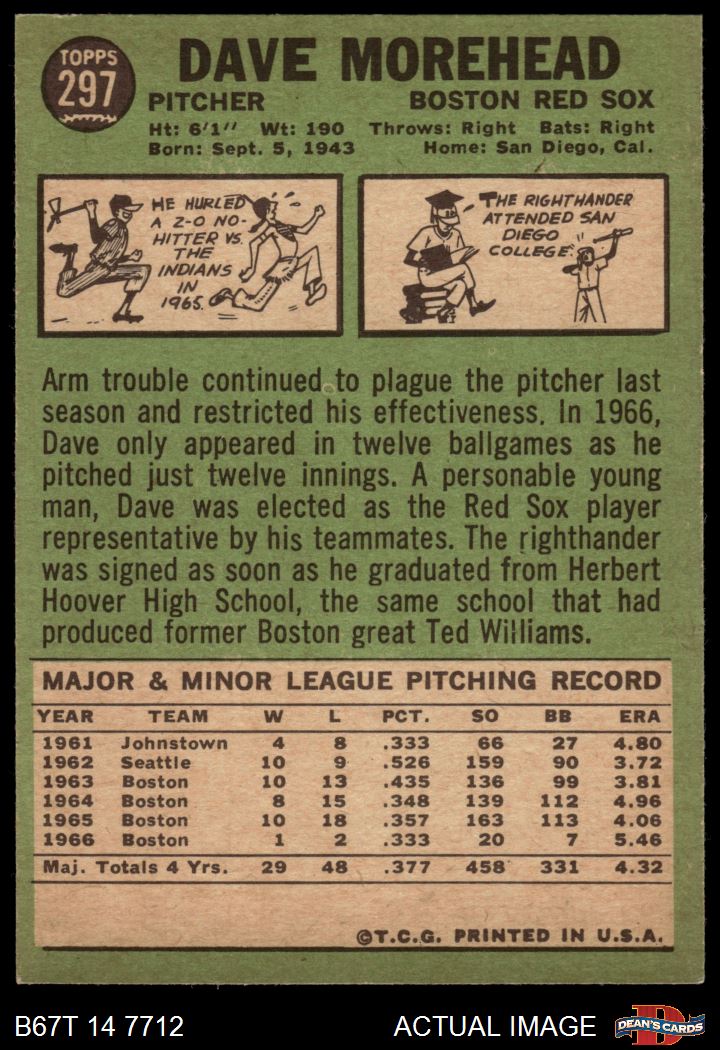 TOPPS
297
DAVE MOREHEAD
PITCHER BOSTON RED SOX
Ht: 6'1" Wt: 190 Throws: Right Bats: Right
Born: Sept. 5, 1943 Home: San Diego, Cal.
HE HURLED
A 2-0 NO-
HITTER VS.
THE
INDIANS
IN
1965.
THE RIGHTHANDER
ATTENDED SAN
DIEGO
COLLEGE.
Arm trouble continued to plague the pitcher last
season and restricted his effectiveness. In 1966,
Dave only appeared in twelve ballgames as he
pitched just twelve innings. A personable young
man, Dave was elected as the Red Sox player
representative by his teammates. The righthander
was signed as soon as he graduated from Herbert
Hoover High School, the same school that had
produced former Boston great Ted Williams.
MAJOR & MINOR LEAGUE PITCHING RECORD
YEAR TEAM W L PCT. SO BB ERA
1961 Johnstown 4 8 .333 66 27 4.80
1962 Seattle 10 9 .526 159 90 3.72
1963 Boston 10 13 .435 136 99 3.81
1964 Boston 8 15 .348 139 112 4.96
1965 Boston 10 18 .357 163 113 4.06
1966 Boston 1 2 .333 20 7 5.46
Maj. Totals 4 Yrs. 29 48 .377 458 331 4.32
©T.C.G. PRINTED IN U.S.A.
B67T 14 7712 ACTUAL IMAGE
D
DEAN'S CARDS